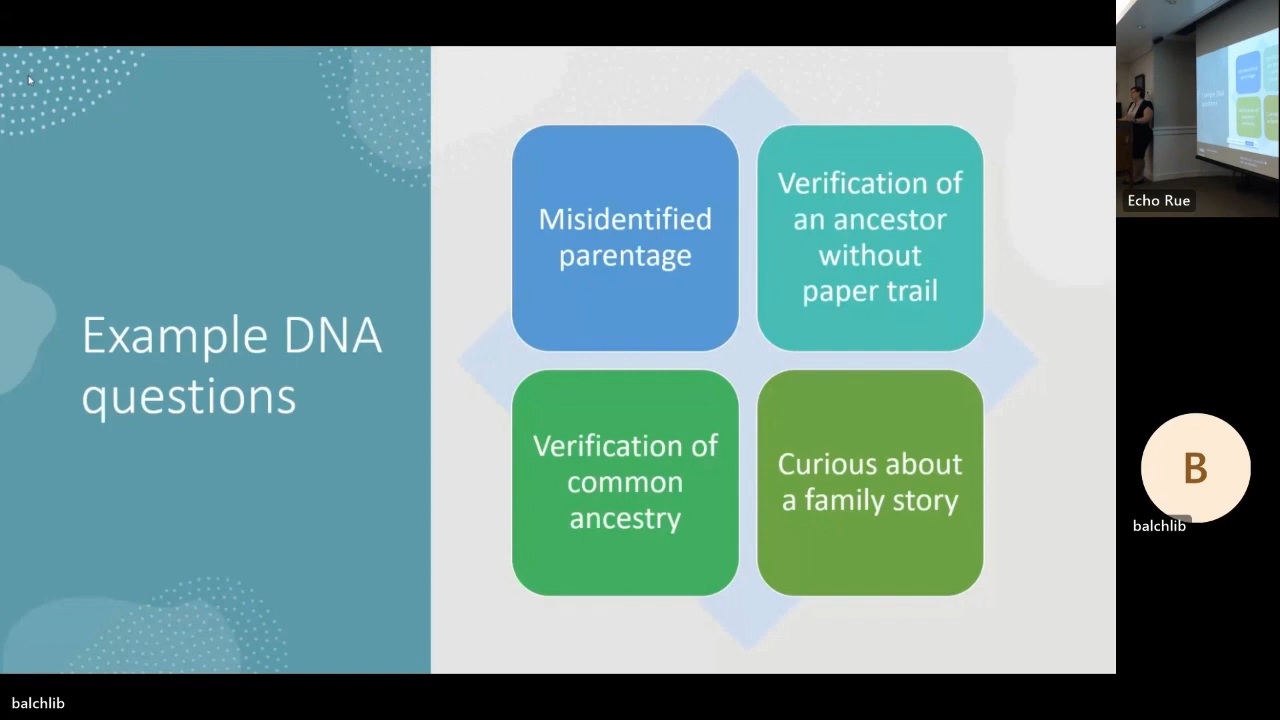 Example DNA
questions
Misidentified
parentage
Verification of
an ancestor
without
paper trail
Verification of
common
ancestry
Curious about
a family story
Echo Rue
B
balchlib
balchlib